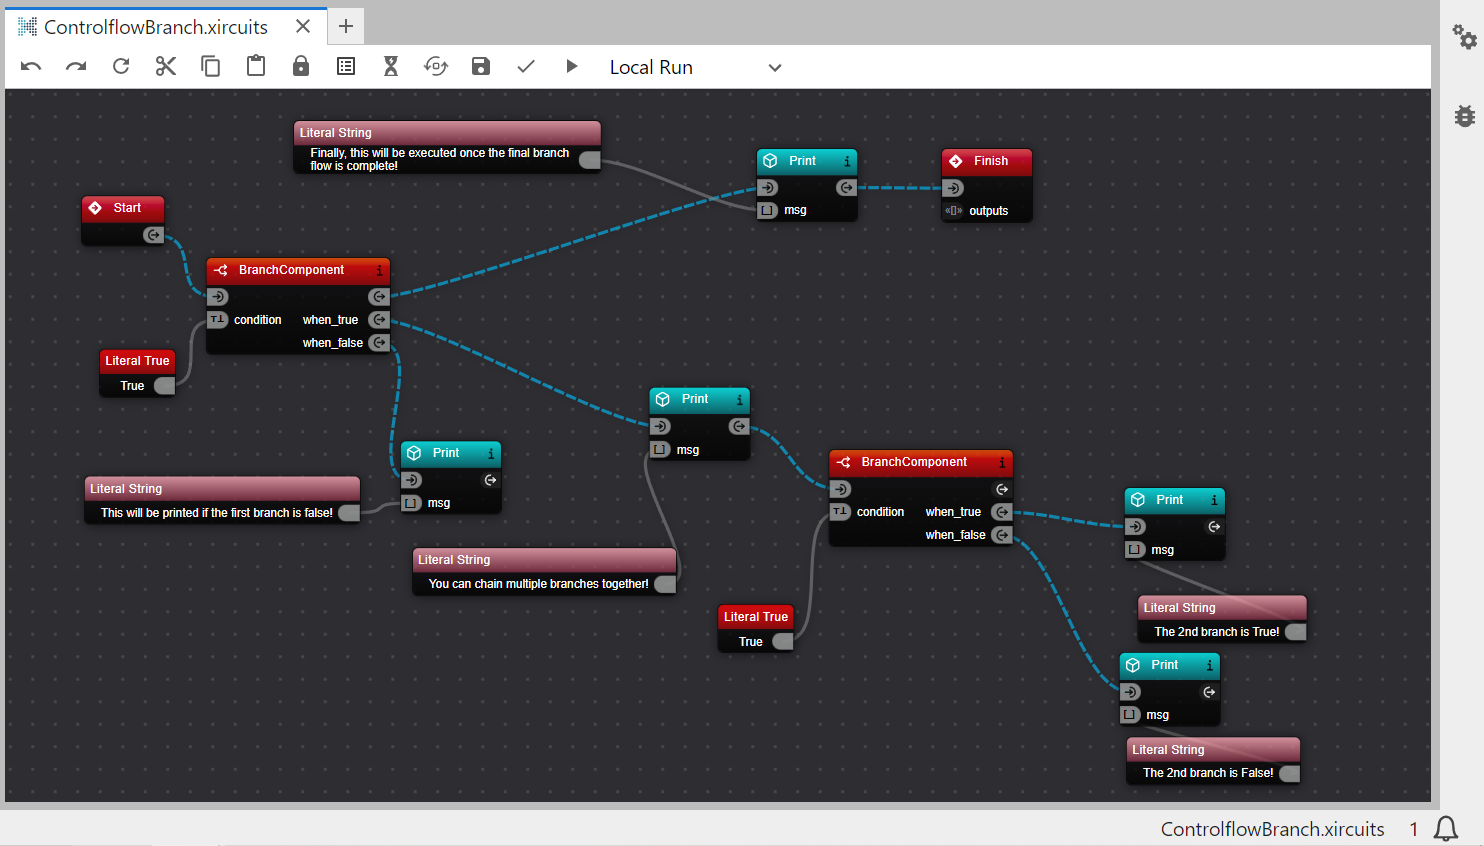 ControlflowBranch.xircuits
Local Run
Literal String
Finally, this will be executed once the final branch
flow is complete!
Print
msg
Finish
outputs
Start
BranchComponent
condition when_true
when_false
Literal True
True
Print
msg
Print
msg
Literal String
This will be printed if the first branch is false!
Literal String
You can chain multiple branches together!
BranchComponent
condition when_true
when_false
Literal True
True
Print
msg
Literal String
The 2nd branch is True!
Print
msg
Literal String
The 2nd branch is False!
ControlflowBranch.xircuits 1